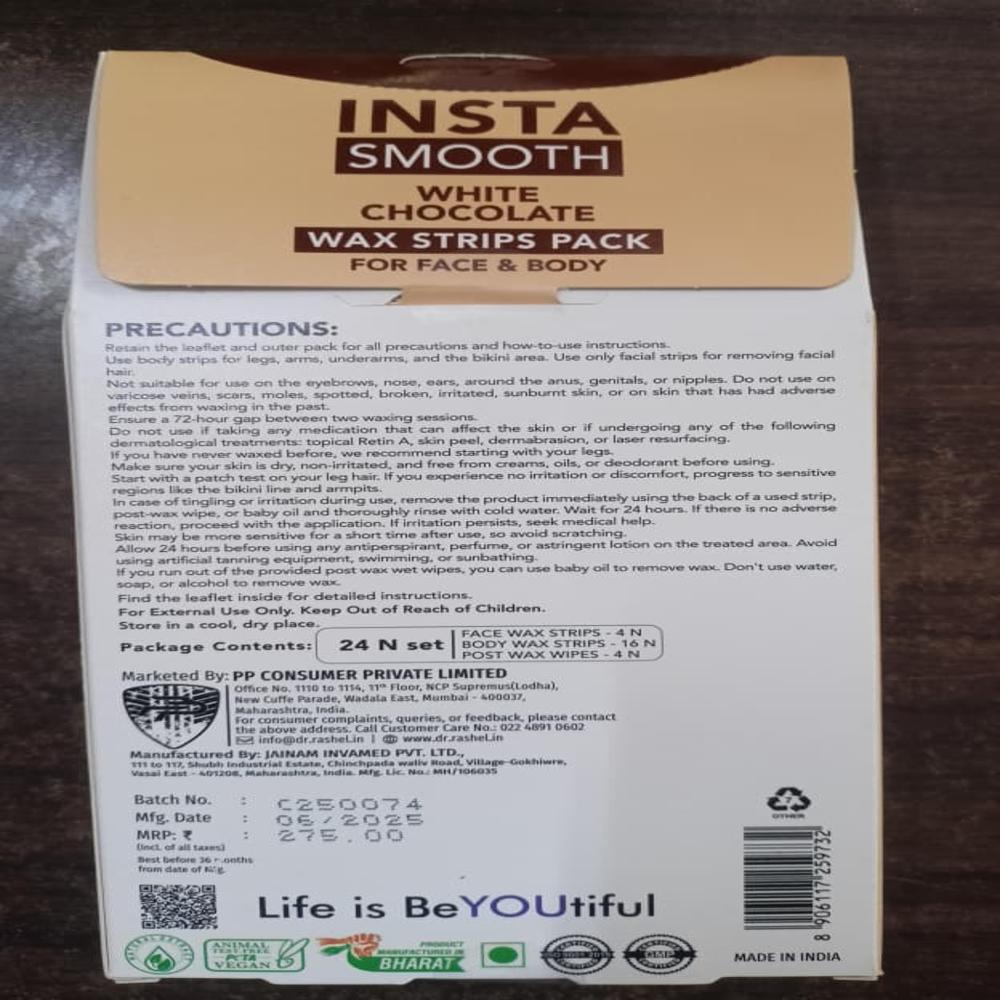 INSTA
SMOOTH
WHITE
CHOCOLATE
WAX STRIPS PACK
FOR FACE & BODY
PRECAUTIONS:
Retain the leaflet and outer pack for all precautions and how-to-use instructions.
Use body strips for legs, arms, underarms, and the bikini area. Use only facial strips for removing facial
hair.
Not suitable for use on the eyebrows, nose, ears, around the anus, genitals, or nipples. Do not use on
varicose veins, scars, moles, spotted, broken, irritated, sunburnt skin, or on skin that has had adverse
effects from waxing in the past.
Ensure a 72-hour gap between two waxing sessions.
Do not use if taking any medication that can affect the skin or if undergoing any of the following
dermatological treatments: topical Retin A, skin peel, dermabrasion, or laser resurfacing.
If you have never waxed before, we recommend starting with your legs.
Make sure your skin is dry, non-irritated, and free from creams, oils, or deodorant before using.
Start with a patch test on your leg hair. If you experience no irritation or discomfort, progress to sensitive
regions like the bikini line and armpits.
In case of tingling or irritation during use, remove the product immediately using the back of a used strip,
post-wax wipe, or baby oil and thoroughly rinse with cold water. Wait for 24 hours. If there is no adverse
reaction, proceed with the application. If irritation persists, seek medical help.
Skin may be more sensitive for a short time after use, so avoid scratching.
Allow 24 hours before using any antiperspirant, perfume, or astringent lotion on the treated area. Avoid
using artificial tanning equipment, swimming, or sunbathing.
If you run out of the provided post wax wet wipes, you can use baby oil to remove wax. Don't use water,
soap, or alcohol to remove wax.
Find the leaflet inside for detailed instructions.
For External Use Only. Keep Out of Reach of Children.
Store in a cool, dry place.
Package Contents: 24 N set
FACE WAX STRIPS - 4 N
BODY WAX STRIPS - 16 N
POST WAX WIPES - 4 N
Marketed By: PP CONSUMER PRIVATE LIMITED
Office No. 1110 to 1114, 11th Floor, NCP Supremus(Lodha),
New Cuffe Parade, Wadala East, Mumbai - 400037,
Maharashtra, India.
For consumer complaints, queries, or feedback, please contact
the above address. Call Customer Care No.: 022 4891 0602
info@dr.rashel.in | www.dr.rashel.in
Manufactured By: JAINAM INVAMED PVT. LTD.,
111 to 117, Shubh Industrial Estate, Chinchpada waliv Road, Village-Gokhivre,
Vasai East - 401208, Maharashtra, India. Mfg. Lic. No.: MH/106035
Batch No. : C250074
Mfg. Date : 06/2025
MRP: ₹ : 275.00
(Incl. of all taxes)
Best before 36 months
from date of Mfg.
7
OTHER
8 906117 259732
Life is BeYOUtiful
ANIMAL
TEST-FREE
PETA
VEGAN
PRODUCT
MANUFACTURED IN
BHARAT
CERTIFIED
GMP
MADE IN INDIA